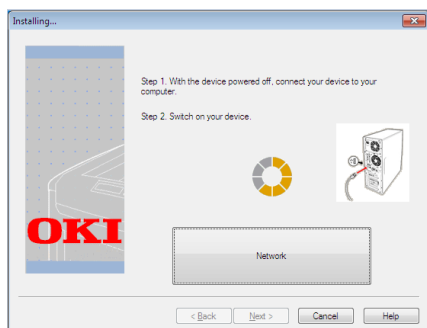 Installing...
Step 1. With the device powered off, connect your device to your
computer.
Step 2. Switch on your device.
OKI
Network
< Back
Next >
Cancel
Help